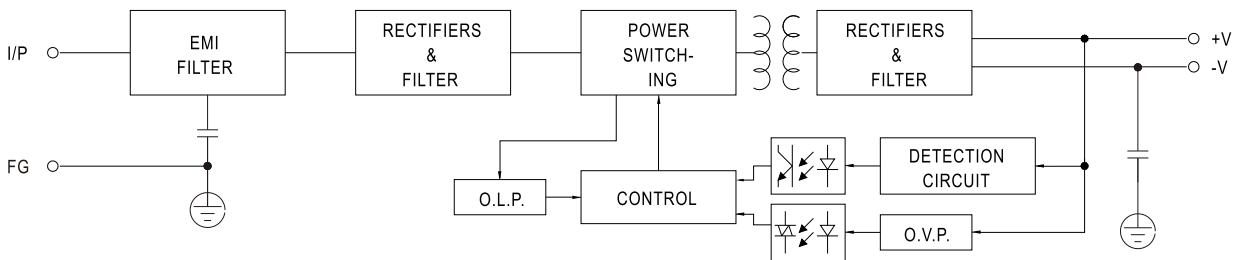 I/P
EMI
FILTER
RECTIFIERS
&
FILTER
POWER
SWITCH-
ING
RECTIFIERS
&
FILTER
+V
-V
FG
O.L.P.
CONTROL
DETECTION
CIRCUIT
O.V.P.